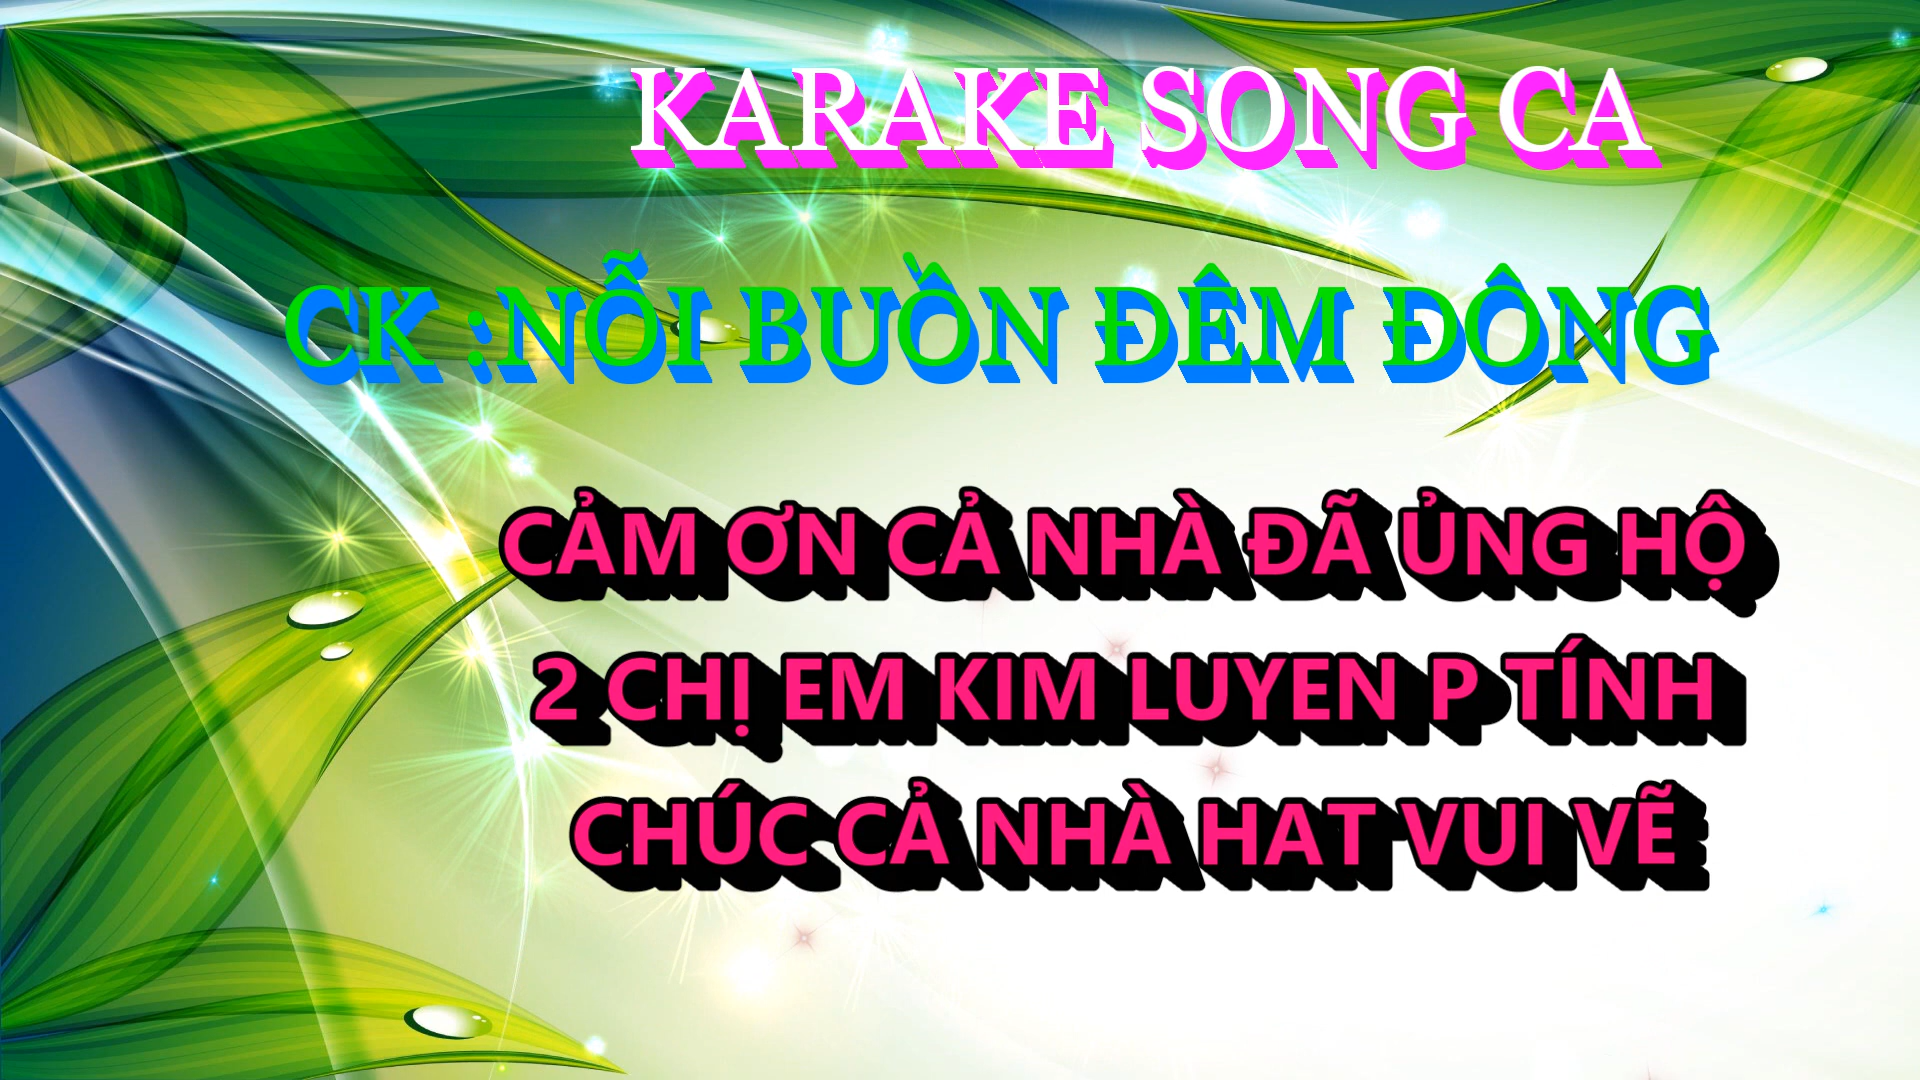 KARAKE SONG CA
CK :NỖI BUỒN ĐÊM ĐÔNG
CẢM ƠN CẢ NHÀ ĐÃ ỦNG HỘ
2 CHỊ EM KIM LUYEN P TÍNH
CHÚC CẢ NHÀ HAT VUI VẼ